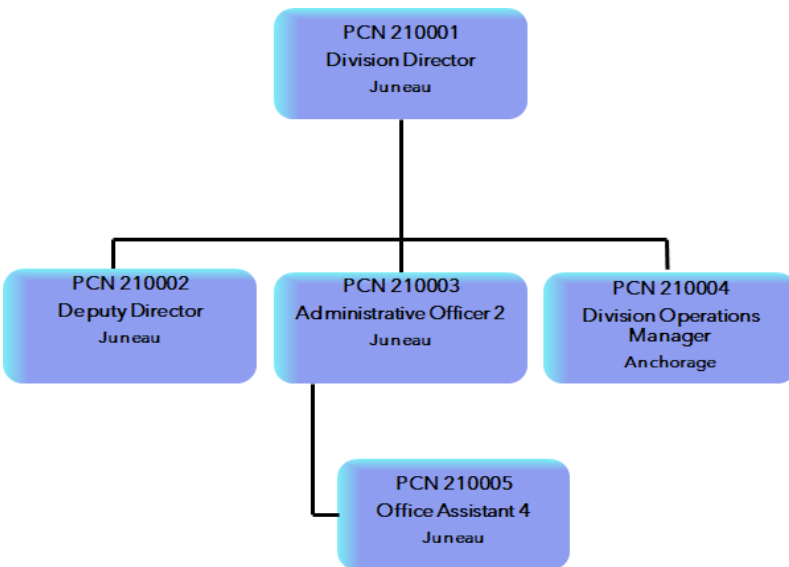 PCN 210001
Division Director
Juneau
PCN 210002
Deputy Director
Juneau
PCN 210003
Administrative Officer 2
Juneau
PCN 210004
Division Operations
Manager
Anchorage
PCN 210005
Office Assistant 4
Juneau